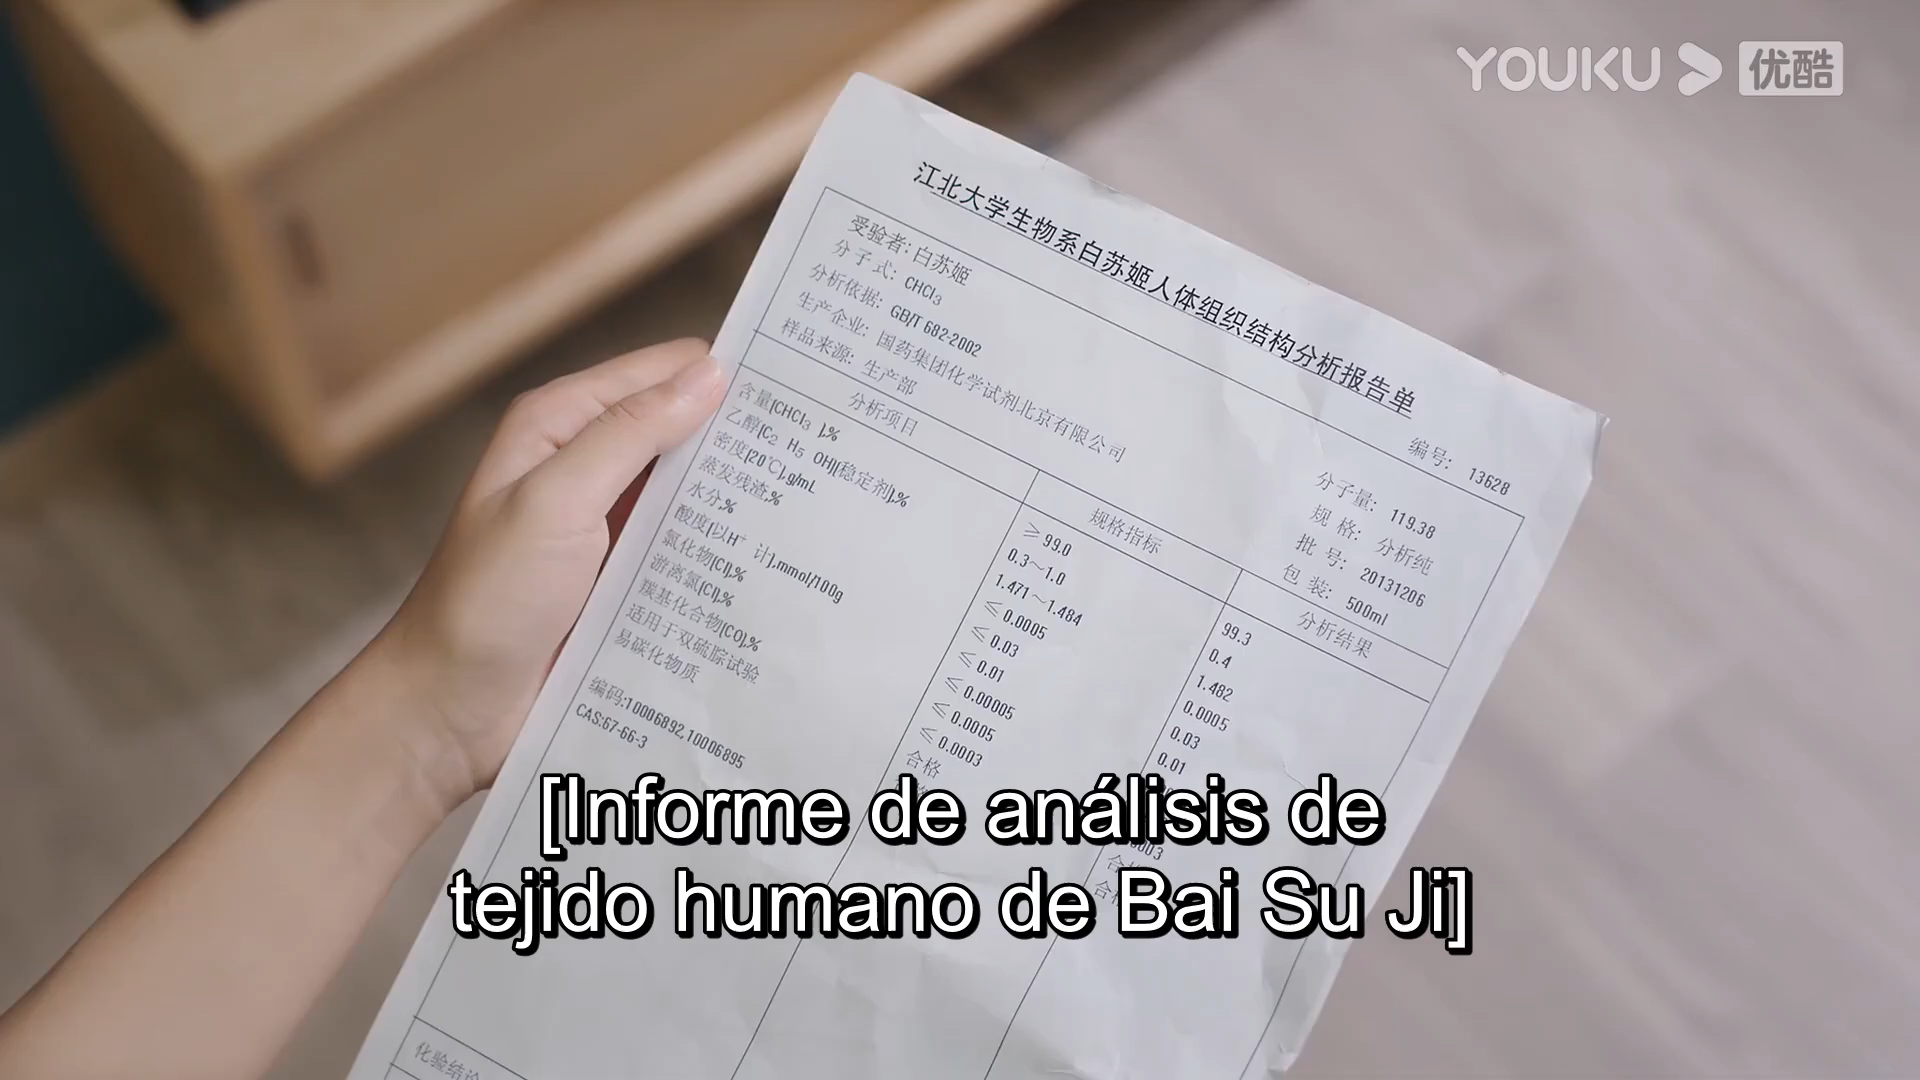 YOUKU 优酷
江北大学生物系白苏姬人体组织结构分析报告单
编号: 13628
受验者: 白苏姬
分子式: CHCl₃
分子量: 119.38
分析依据: GB/T 682-2002
规 格: 分析纯
生产企业: 国药集团化学试剂北京有限公司
批 号: 20131206
样品来源: 生产部
包 装: 500ml
分析项目 规格指标 分析结果
含量(CHCl₃ ),% ≥ 99.0 99.3
乙醇(C₂ H₅ OH)(稳定剂),% 0.3～1.0 0.4
密度(20℃),g/mL 1.471～1.484 1.482
蒸发残渣,% ≤ 0.0005 0.0005
水分,% ≤ 0.03 0.03
酸度(以H⁺ 计),mmol/100g ≤ 0.01 0.01
氯化物(Cl),% ≤ 0.00005
游离氯(Cl),% ≤ 0.0005
羰基化合物(CO),% ≤ 0.0003
适用于双硫腙试验 合格
易碳化物质
编码:10006892,10006895
CAS:67-66-3
[Informe de análisis de
tejido humano de Bai Su Ji]
化验结论